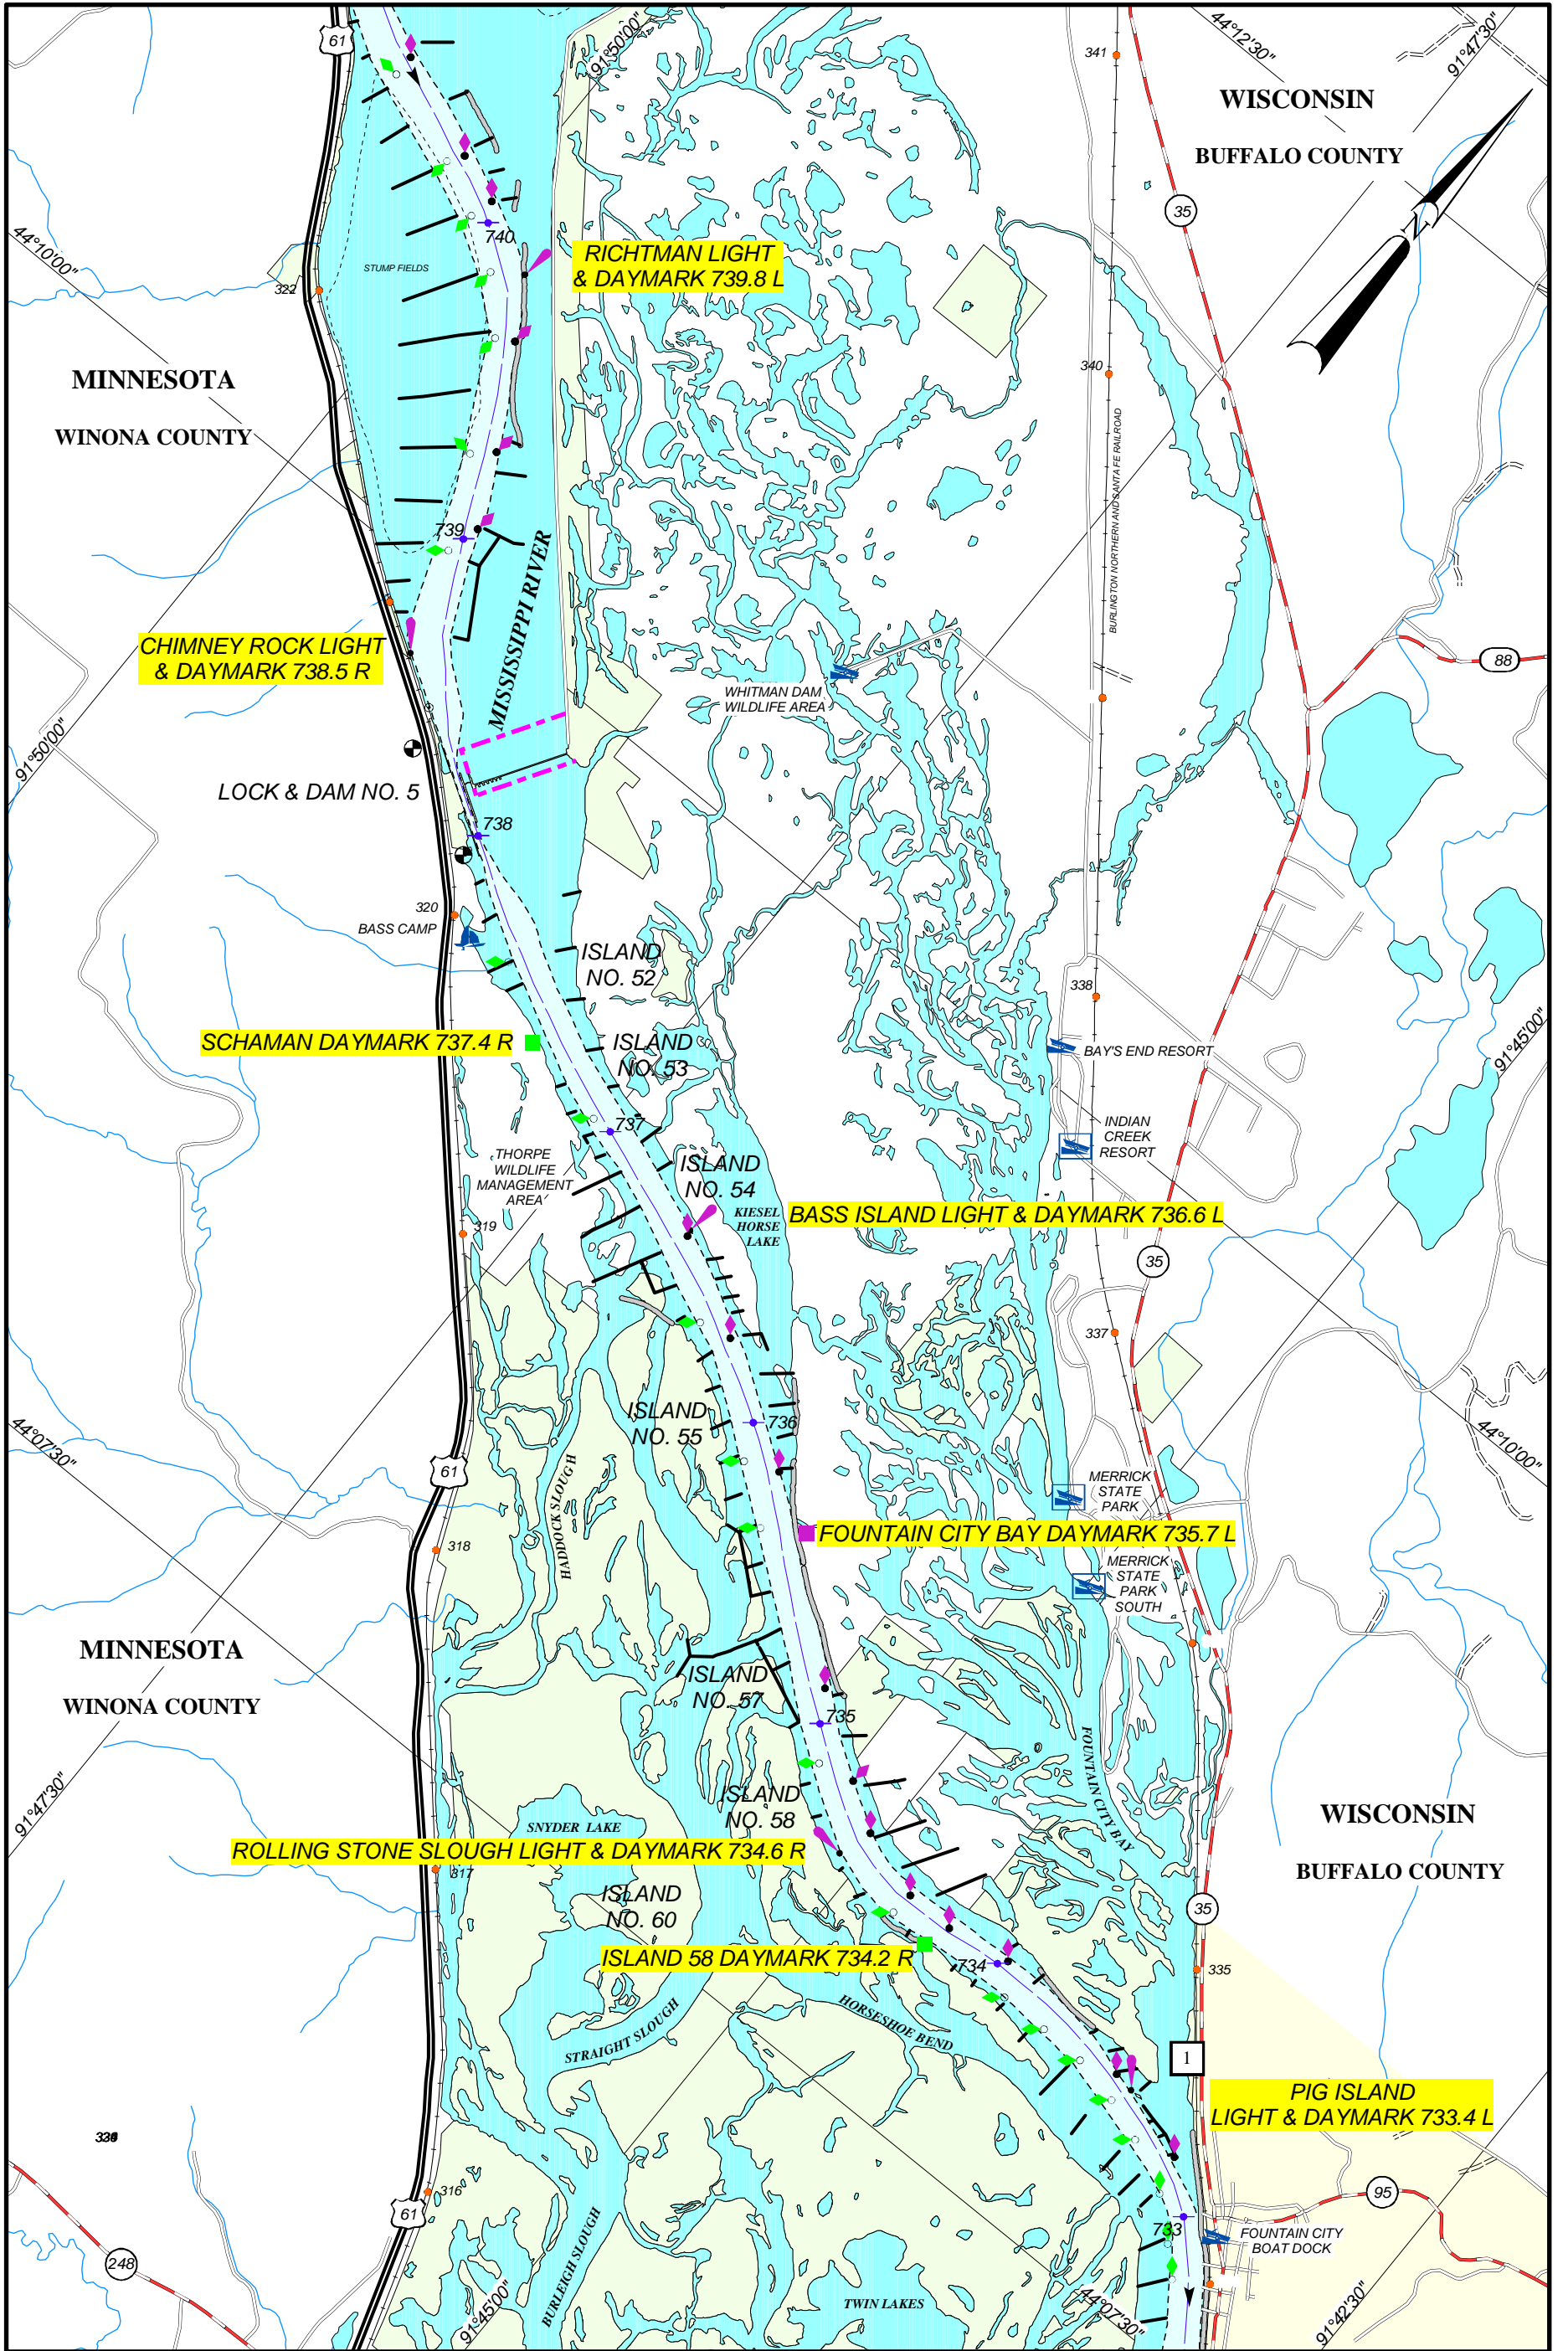 61
91°50'00"
341
44°12'30"
91°47'30"
WISCONSIN
BUFFALO COUNTY
35
N
44°10'00"
740
STUMP FIELDS
RICHTMAN LIGHT
& DAYMARK 739.8 L
322
MINNESOTA
WINONA COUNTY
340
BURLINGTON NORTHERN AND SANTA FE RAILROAD
739
MISSISSIPPI RIVER
CHIMNEY ROCK LIGHT
& DAYMARK 738.5 R
88
WHITMAN DAM
WILDLIFE AREA
91°50'00"
LOCK & DAM NO. 5
738
320
BASS CAMP
ISLAND
NO. 52
338
SCHAMAN DAYMARK 737.4 R
ISLAND
NO. 53
BAY'S END RESORT
91°45'00"
737
INDIAN
CREEK
RESORT
THORPE
WILDLIFE
MANAGEMENT
AREA
ISLAND
NO. 54
KIESEL
HORSE
LAKE
BASS ISLAND LIGHT & DAYMARK 736.6 L
319
35
337
ISLAND
NO. 55
736
44°07'30"
44°10'00"
61
HADDOCK SLOUGH
MERRICK
STATE
PARK
FOUNTAIN CITY BAY DAYMARK 735.7 L
318
MERRICK
STATE
PARK
SOUTH
MINNESOTA
WINONA COUNTY
ISLAND
NO. 57
735
FOUNTAIN CITY BAY
91°47'30"
ISLAND
NO. 58
SNYDER LAKE
WISCONSIN
BUFFALO COUNTY
ROLLING STONE SLOUGH LIGHT & DAYMARK 734.6 R
317
ISLAND
NO. 60
35
ISLAND 58 DAYMARK 734.2 R
734
335
HORSESHOE BEND
STRAIGHT SLOUGH
1
PIG ISLAND
LIGHT & DAYMARK 733.4 L
316
61
95
733
FOUNTAIN CITY
BOAT DOCK
248
BURLEIGH SLOUGH
91°45'00"
TWIN LAKES
44°07'30"
91°42'30"